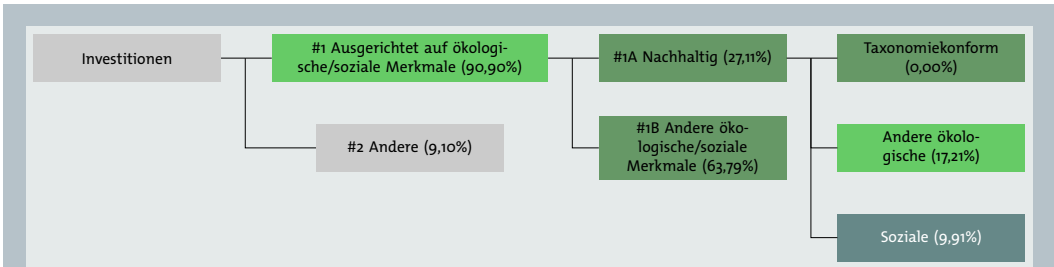 Investitionen
#1 Ausgerichtet auf ökologi-
sche/soziale Merkmale (90,90%)
#1A Nachhaltig (27,11%)
Taxonomiekonform
(0,00%)
#2 Andere (9,10%)
#1B Andere öko-
logische/soziale
Merkmale (63,79%)
Andere ökolo-
gische (17,21%)
Soziale (9,91%)